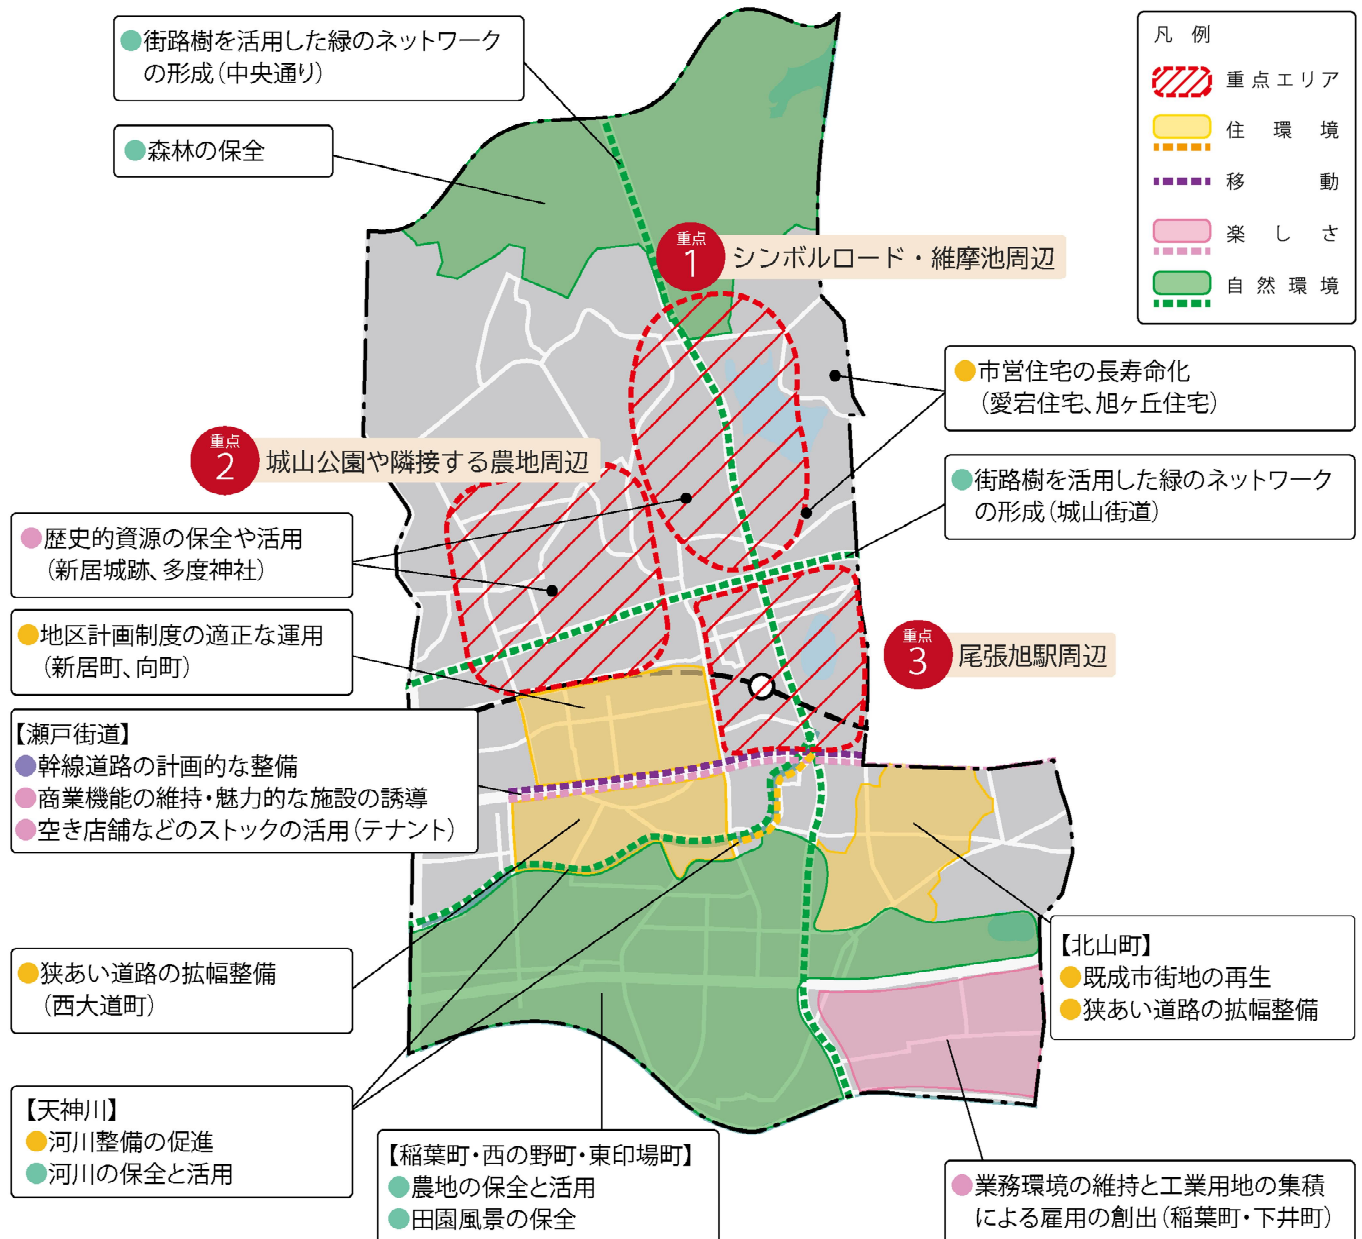 ●街路樹を活用した緑のネットワーク
の形成（中央通り）
●森林の保全
凡 例
重点エリア
住環境
移動
楽しさ
自然環境
重点
1
シンボルロード・維摩池周辺
●市営住宅の長寿命化
（愛宕住宅、旭ヶ丘住宅）
重点
2
城山公園や隣接する農地周辺
●街路樹を活用した緑のネットワーク
の形成（城山街道）
●歴史的資源の保全や活用
（新居城跡、多度神社）
●地区計画制度の適正な運用
（新居町、向町）
重点
3
尾張旭駅周辺
【瀬戸街道】
●幹線道路の計画的な整備
●商業機能の維持・魅力的な施設の誘導
●空き店舗などのストックの活用（テナント）
●狭あい道路の拡幅整備
（西大道町）
【北山町】
●既成市街地の再生
●狭あい道路の拡幅整備
【天神川】
●河川整備の促進
●河川の保全と活用
【稲葉町・西の野町・東印場町】
●農地の保全と活用
●田園風景の保全
●業務環境の維持と工業用地の集積
による雇用の創出（稲葉町・下井町）